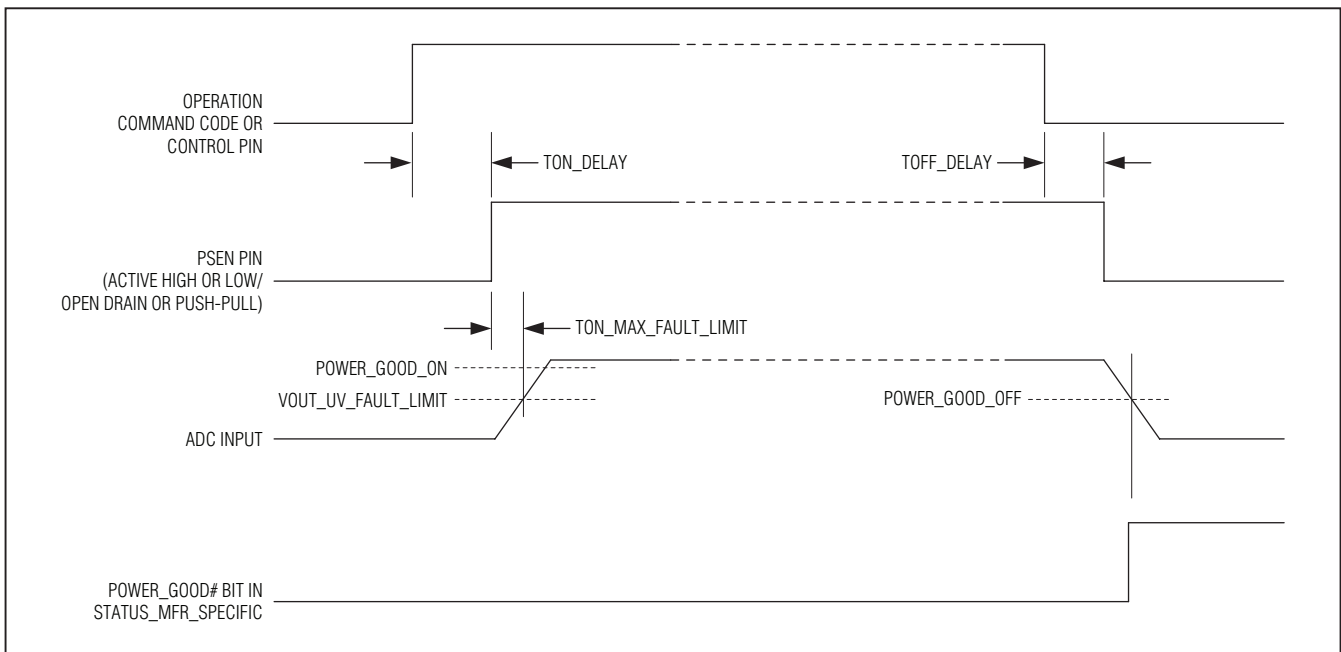 OPERATION
COMMAND CODE OR
CONTROL PIN
TON_DELAY
TOFF_DELAY
PSEN PIN
(ACTIVE HIGH OR LOW/
OPEN DRAIN OR PUSH-PULL)
TON_MAX_FAULT_LIMIT
POWER_GOOD_ON
VOUT_UV_FAULT_LIMIT
POWER_GOOD_OFF
ADC INPUT
POWER_GOOD# BIT IN
STATUS_MFR_SPECIFIC